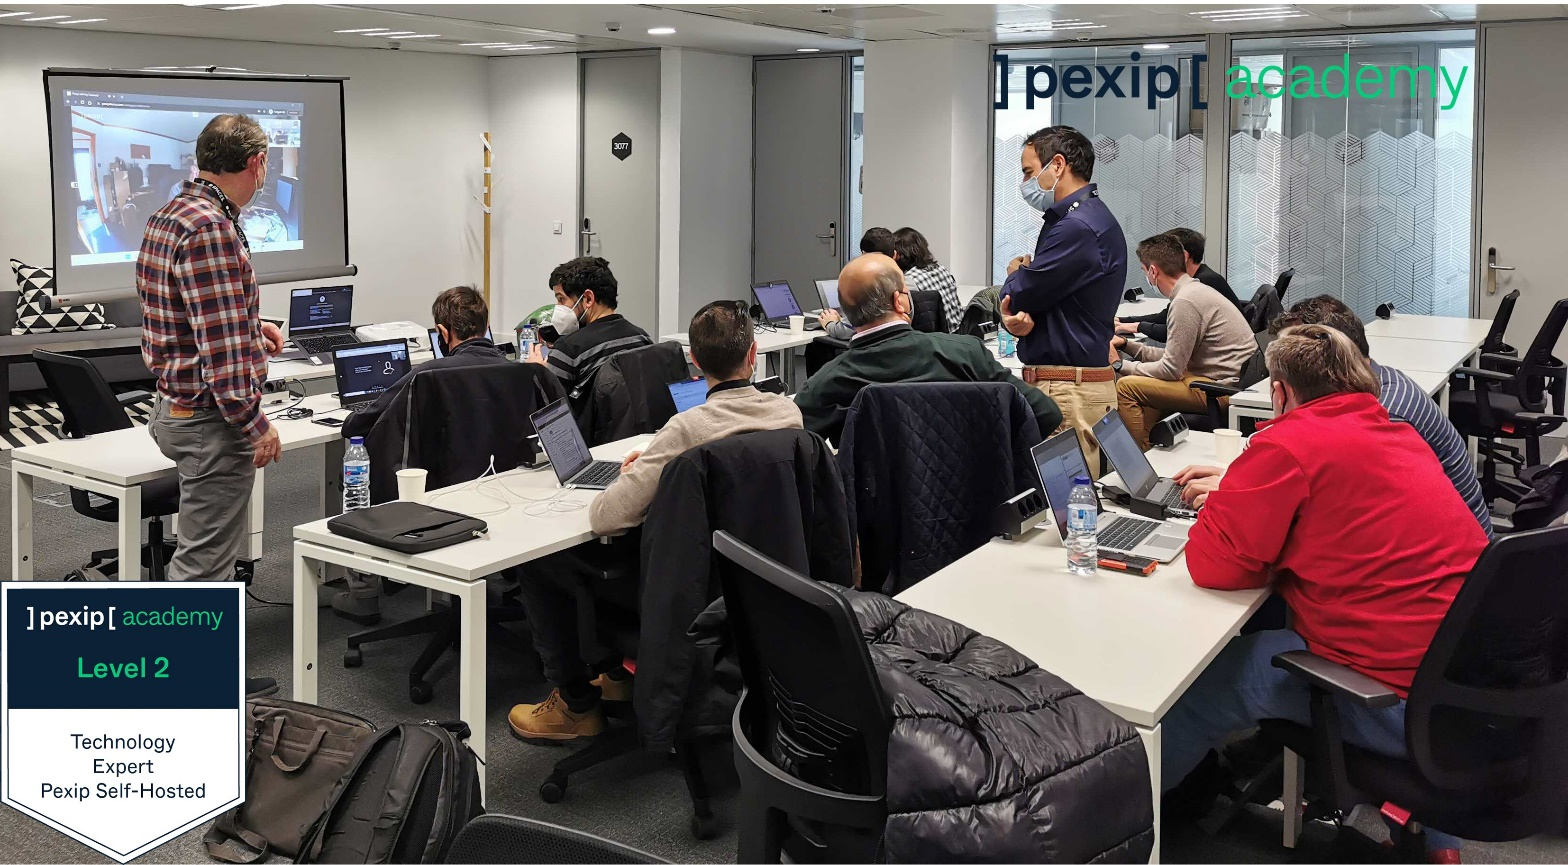 ]pexip[ academy
3077
]pexip[ academy
Level 2
Technology
Expert
Pexip Self-Hosted